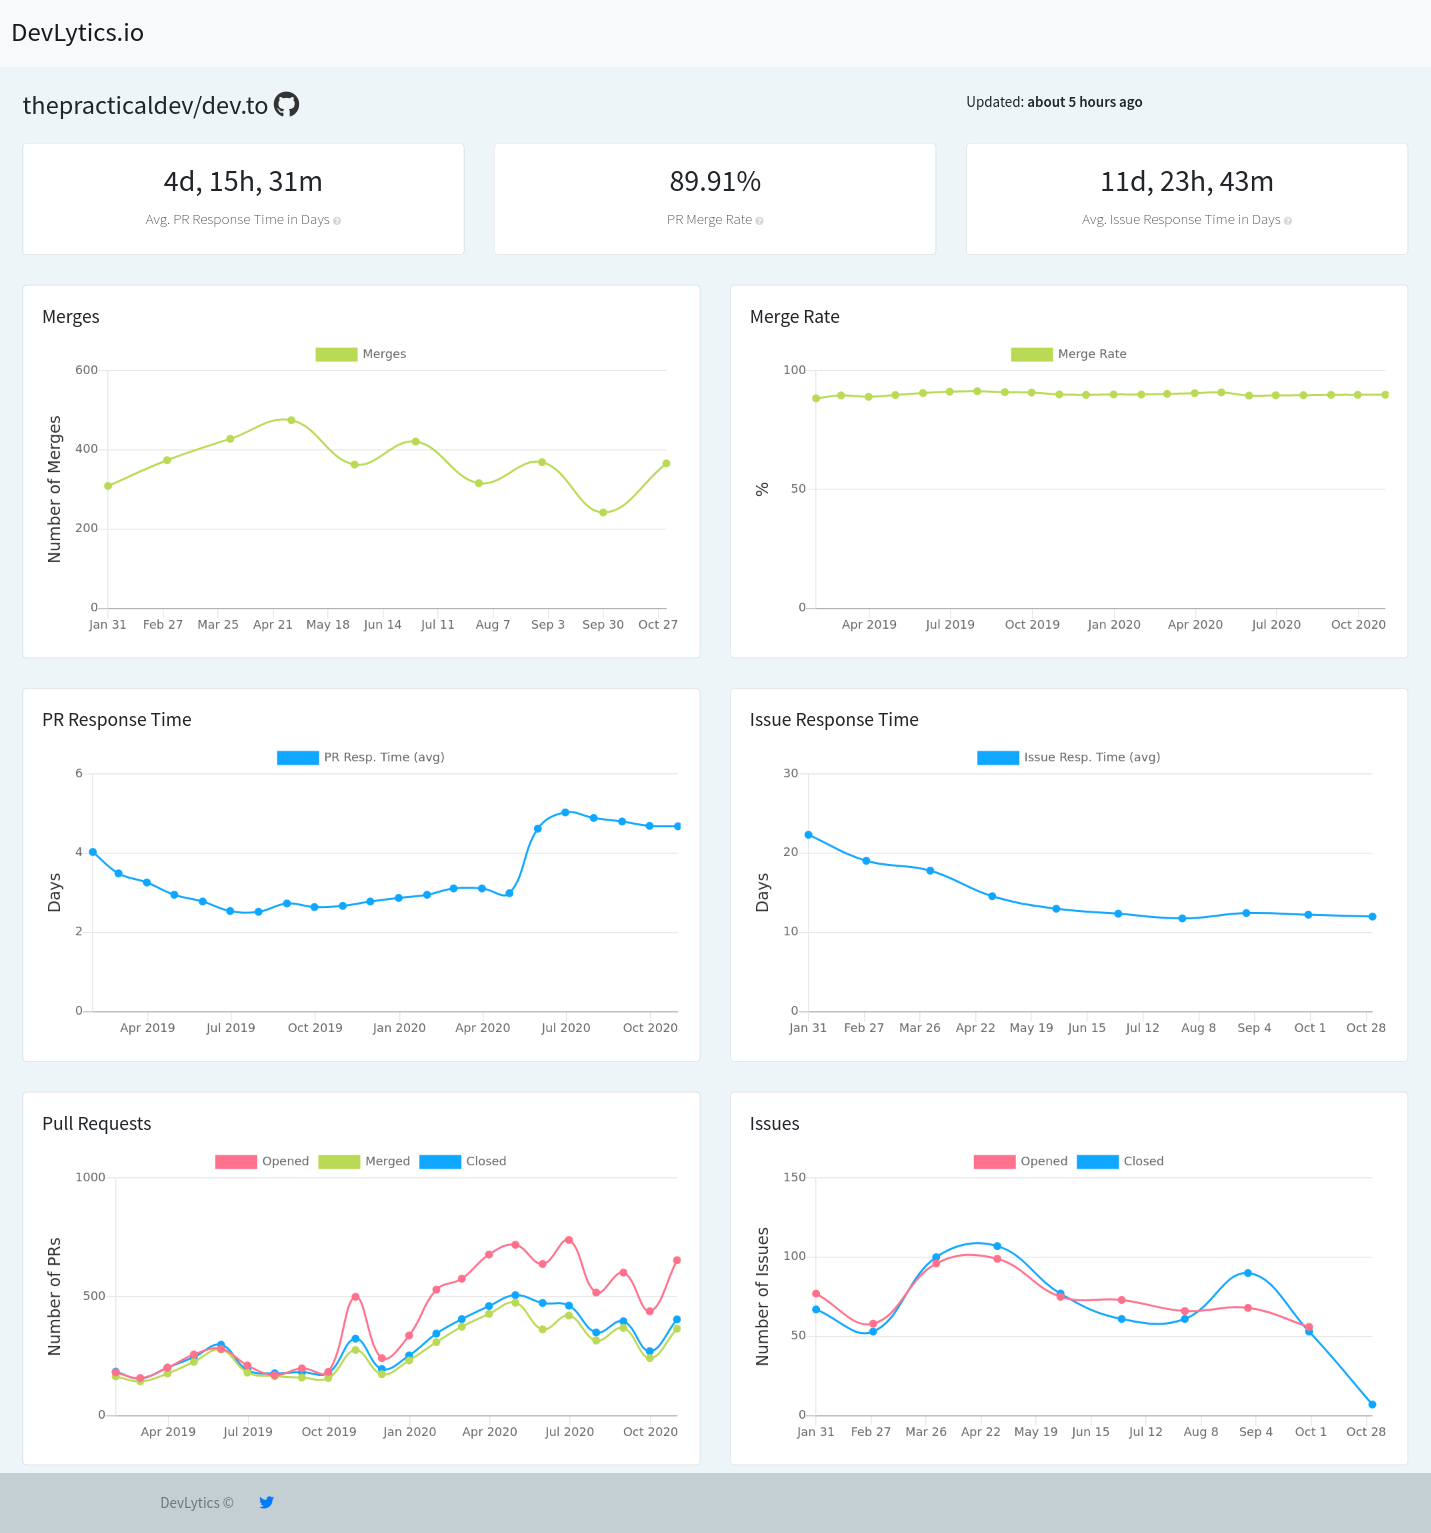 DevLytics.io
thepracticaldev/dev.to
Updated: about 5 hours ago
4d, 15h, 31m
Avg. PR Response Time in Days ?
89.91%
PR Merge Rate ?
11d, 23h, 43m
Avg. Issue Response Time in Days ?
Merges
Merges
Number of Merges
600
400
200
0
Jan 31 Feb 27 Mar 25 Apr 21 May 18 Jun 14 Jul 11 Aug 7 Sep 3 Sep 30 Oct 27
Merge Rate
Merge Rate
%
100
50
0
Apr 2019 Jul 2019 Oct 2019 Jan 2020 Apr 2020 Jul 2020 Oct 2020
PR Response Time
PR Resp. Time (avg)
Days
6
4
2
0
Apr 2019 Jul 2019 Oct 2019 Jan 2020 Apr 2020 Jul 2020 Oct 2020
Issue Response Time
Issue Resp. Time (avg)
Days
30
20
10
0
Jan 31 Feb 27 Mar 26 Apr 22 May 19 Jun 15 Jul 12 Aug 8 Sep 4 Oct 1 Oct 28
Pull Requests
Opened Merged Closed
Number of PRs
1000
500
0
Apr 2019 Jul 2019 Oct 2019 Jan 2020 Apr 2020 Jul 2020 Oct 2020
Issues
Opened Closed
Number of Issues
150
100
50
0
Jan 31 Feb 27 Mar 26 Apr 22 May 19 Jun 15 Jul 12 Aug 8 Sep 4 Oct 1 Oct 28
DevLytics ©